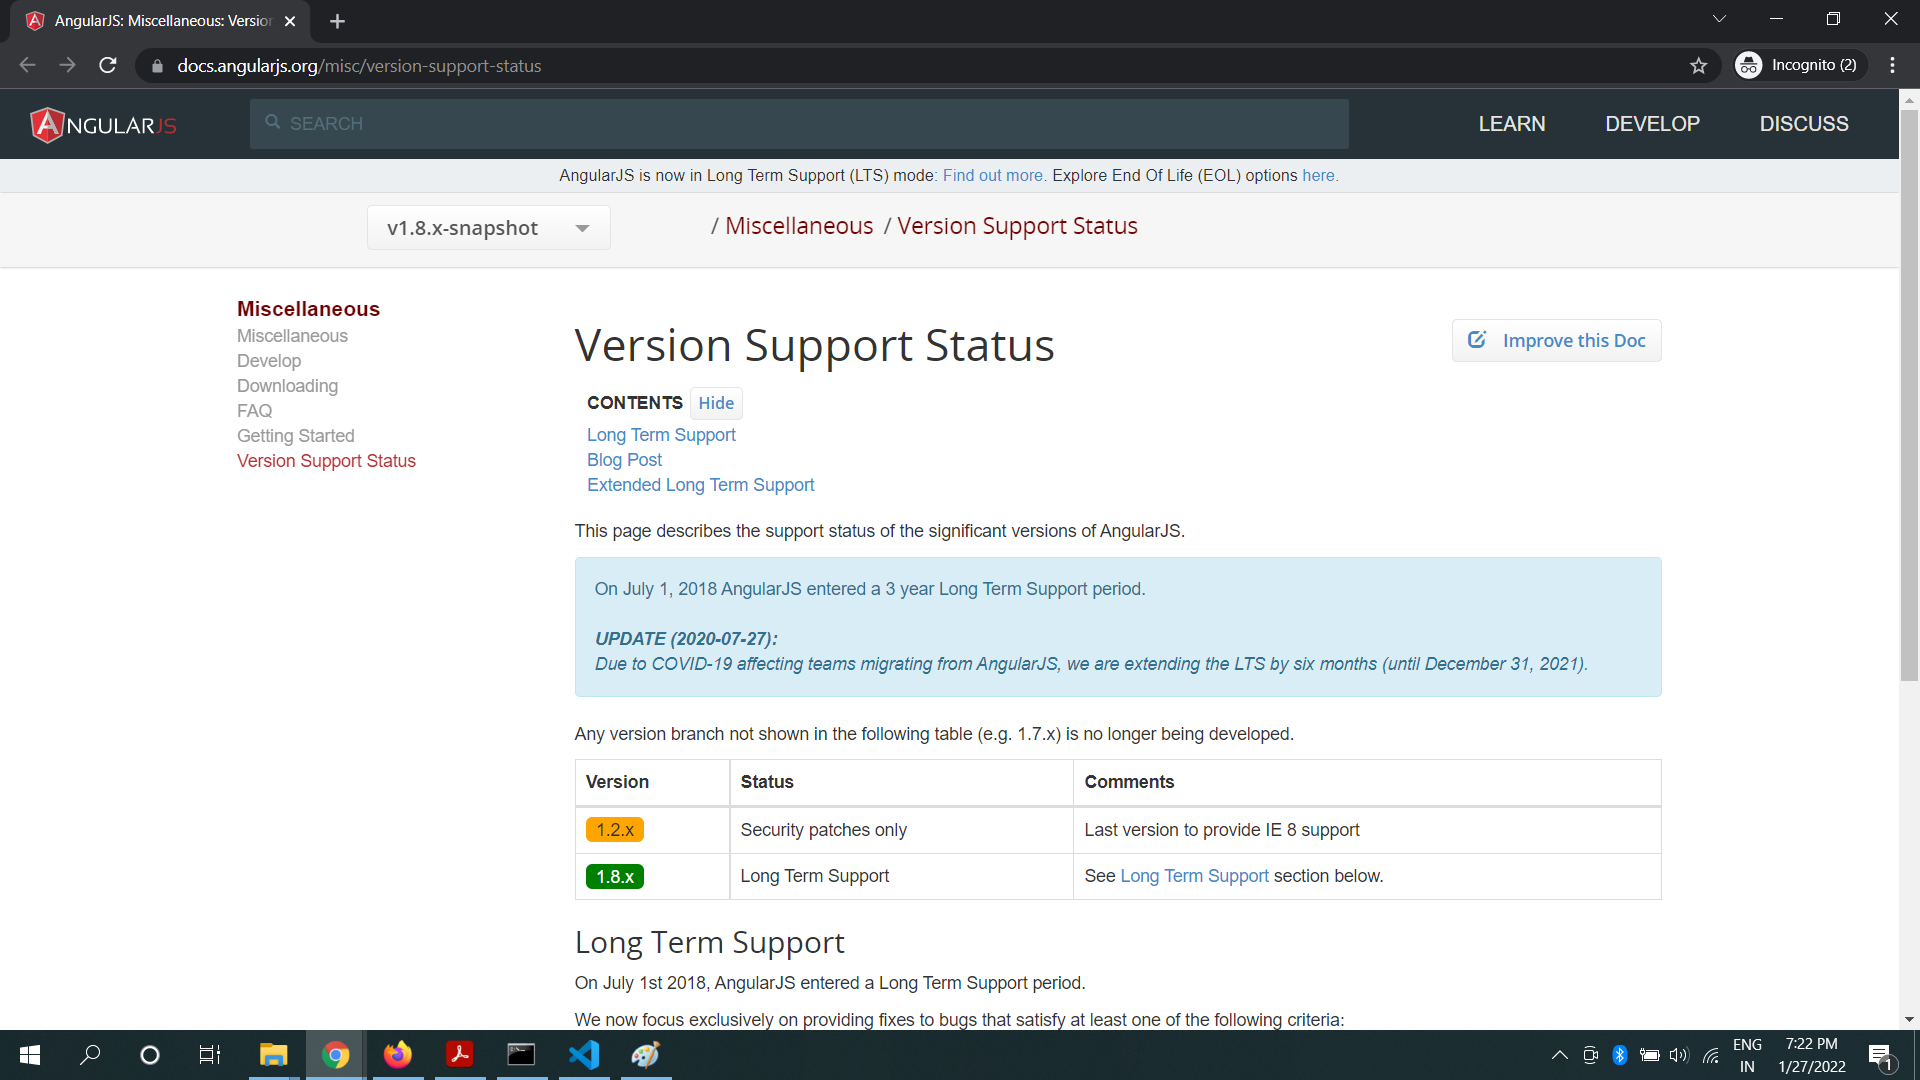 AngularJS: Miscellaneous: Version
docs.angularjs.org/misc/version-support-status
Incognito (2)
ANGULARJS
SEARCH
LEARN
DEVELOP
DISCUSS
AngularJS is now in Long Term Support (LTS) mode: Find out more. Explore End Of Life (EOL) options here.
v1.8.x-snapshot
/ Miscellaneous / Version Support Status
Miscellaneous
Miscellaneous
Develop
Downloading
FAQ
Getting Started
Version Support Status
Version Support Status
Improve this Doc
CONTENTS Hide
Long Term Support
Blog Post
Extended Long Term Support
This page describes the support status of the significant versions of AngularJS.
On July 1, 2018 AngularJS entered a 3 year Long Term Support period.
UPDATE (2020-07-27):
Due to COVID-19 affecting teams migrating from AngularJS, we are extending the LTS by six months (until December 31, 2021).
Any version branch not shown in the following table (e.g. 1.7.x) is no longer being developed.
Version Status Comments
1.2.x Security patches only Last version to provide IE 8 support
1.8.x Long Term Support See Long Term Support section below.
Long Term Support
On July 1st 2018, AngularJS entered a Long Term Support period.
We now focus exclusively on providing fixes to bugs that satisfy at least one of the following criteria:
ENG
IN
7:22 PM
1/27/2022
1